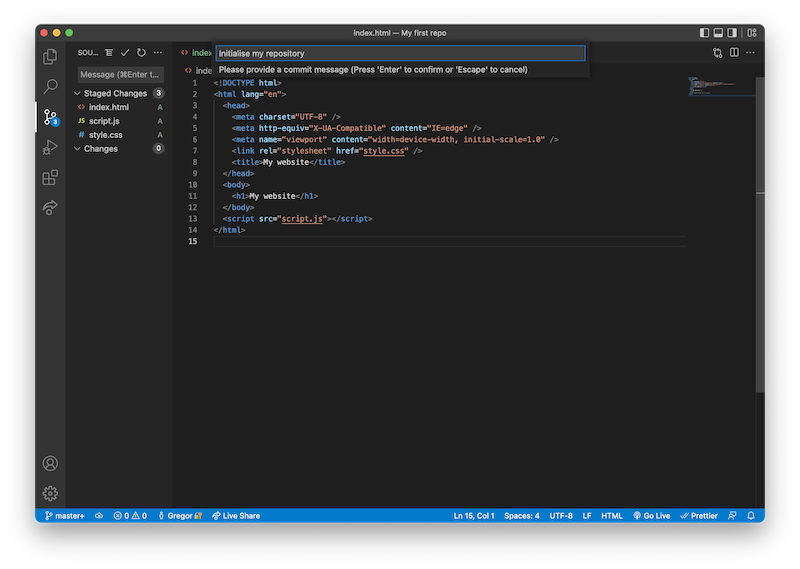 index.html — My first repo
SOU...
index
Initialise my repository
Please provide a commit message (Press 'Enter' to confirm or 'Escape' to cancel)
Message (⌘Enter t...
Staged Changes 3
index.html A
JS script.js A
# style.css A
Changes 0
3
inde
1 <!DOCTYPE html>
2 <html lang="en">
3 <head>
4 <meta charset="UTF-8" />
5 <meta http-equiv="X-UA-Compatible" content="IE=edge" />
6 <meta name="viewport" content="width=device-width, initial-scale=1.0" />
7 <link rel="stylesheet" href="style.css" />
8 <title>My website</title>
9 </head>
10 <body>
11 <h1>My website</h1>
12 </body>
13 <script src="script.js"></script>
14 </html>
15
master+ 0 0 Gregor Live Share Ln 15, Col 1 Spaces: 4 UTF-8 LF HTML Go Live Prettier